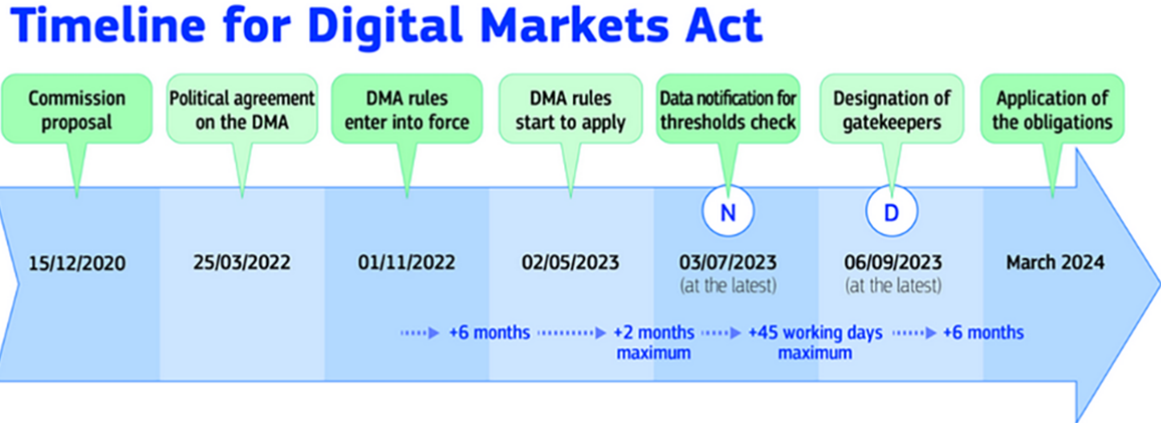 Timeline for Digital Markets Act
Commission
proposal
Political agreement
on the DMA
DMA rules
enter into force
DMA rules
start to apply
Data notification for
thresholds check
Designation of
gatekeepers
Application of
the obligations
N
D
15/12/2020
25/03/2022
01/11/2022
02/05/2023
03/07/2023
(at the latest)
06/09/2023
(at the latest)
March 2024
+6 months
+2 months
maximum
+45 working days
maximum
+6 months